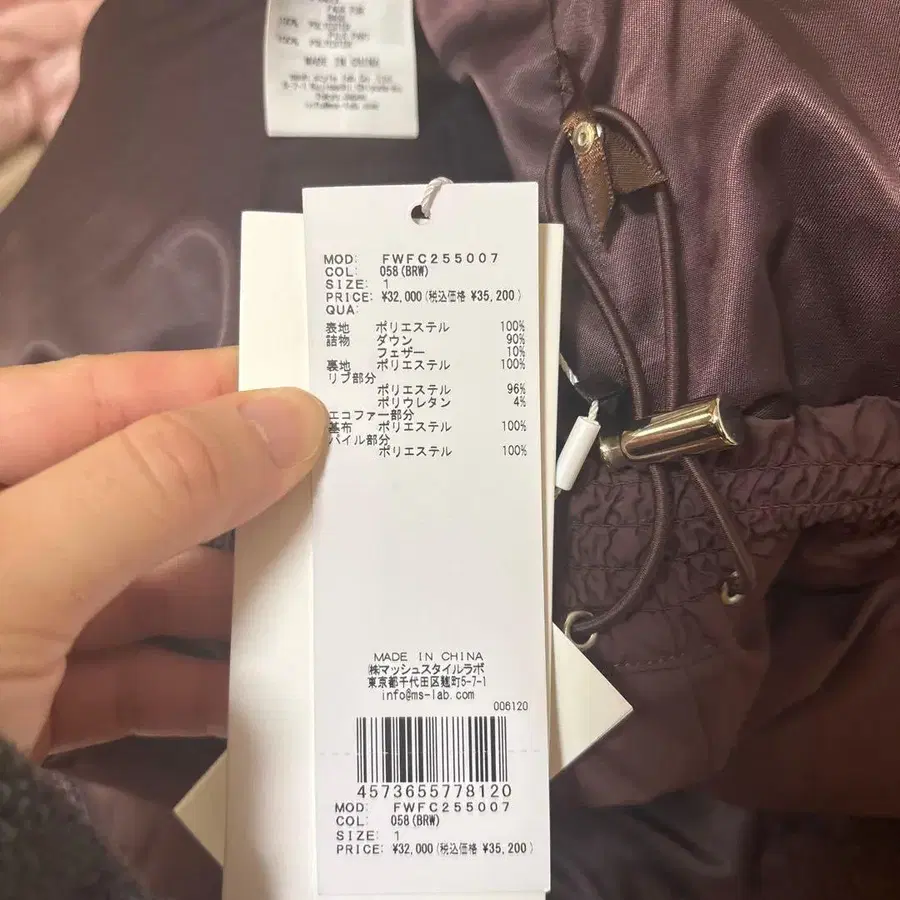 MADE IN CHINA
MOD: FWFC255007
COL: 058(BRW)
SIZE: 1
PRICE: ¥32,000(税込価格 ¥35,200)
QUA:
表地 ポリエステル 100%
詰物 ダウン 90%
フェザー 10%
裏地 ポリエステル 100%
リブ部分
ポリエステル 96%
ポリウレタン 4%
エコファー部分
基布 ポリエステル 100%
パイル部分
ポリエステル 100%
MADE IN CHINA
㈱マッシュスタイルラボ
東京都千代田区麹町5-7-1
info@ms-lab.com
006120
4573655778120
MOD: FWFC255007
COL: 058(BRW)
SIZE: 1
PRICE: ¥32,000(税込価格 ¥35,200)